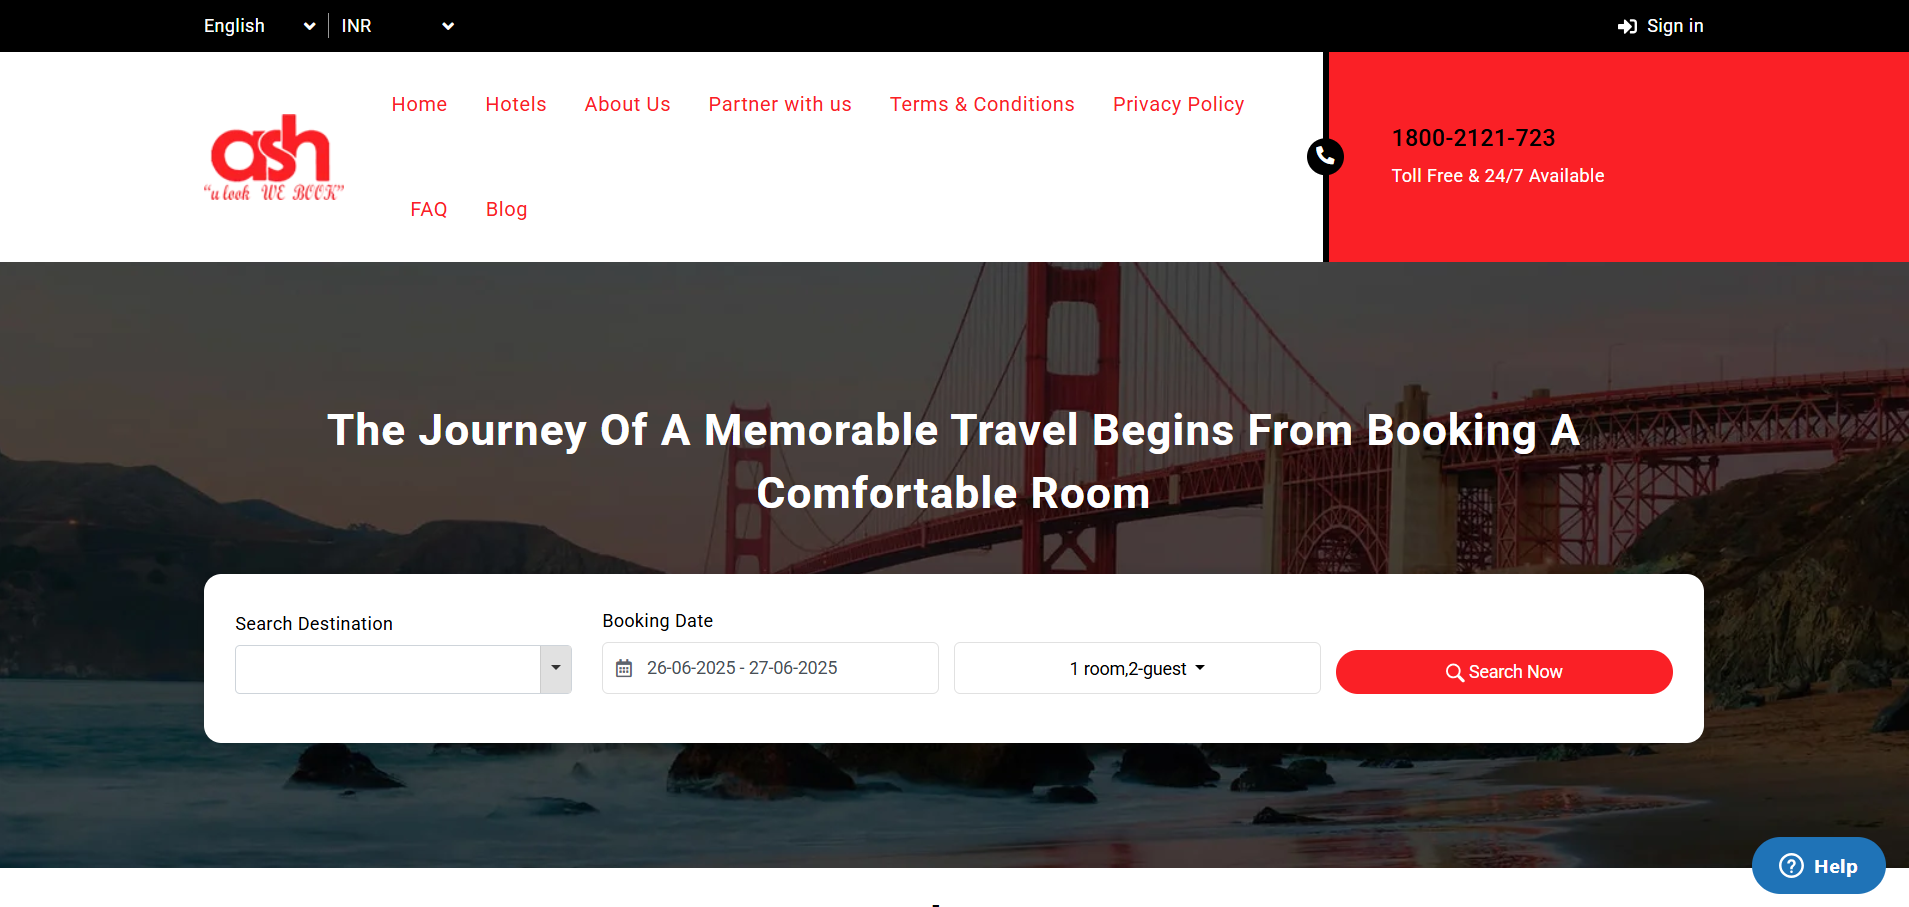 English
INR
Sign in
ash
“u look WE BOOK”
Home
Hotels
About Us
Partner with us
Terms & Conditions
Privacy Policy
FAQ
Blog
1800-2121-723
Toll Free & 24/7 Available
The Journey Of A Memorable Travel Begins From Booking A
Comfortable Room
Search Destination
Booking Date
26-06-2025 - 27-06-2025
1 room,2-guest
Search Now
Help